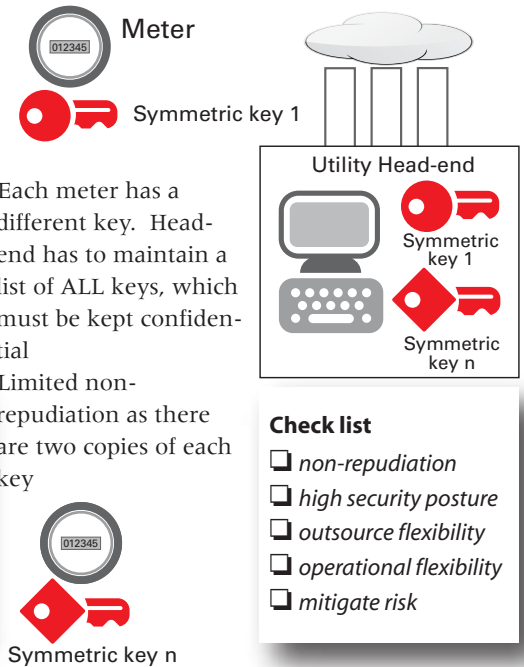 012345
Meter
Symmetric key 1
Each meter has a
different key. Head-
end has to maintain a
list of ALL keys, which
must be kept confiden-
tial
Limited non-
repudiation as there
are two copies of each
key
012345
Symmetric key n
Utility Head-end
Symmetric
key 1
Symmetric
key n
Check list
❏ non-repudiation
❏ high security posture
❏ outsource flexibility
❏ operational flexibility
❏ mitigate risk